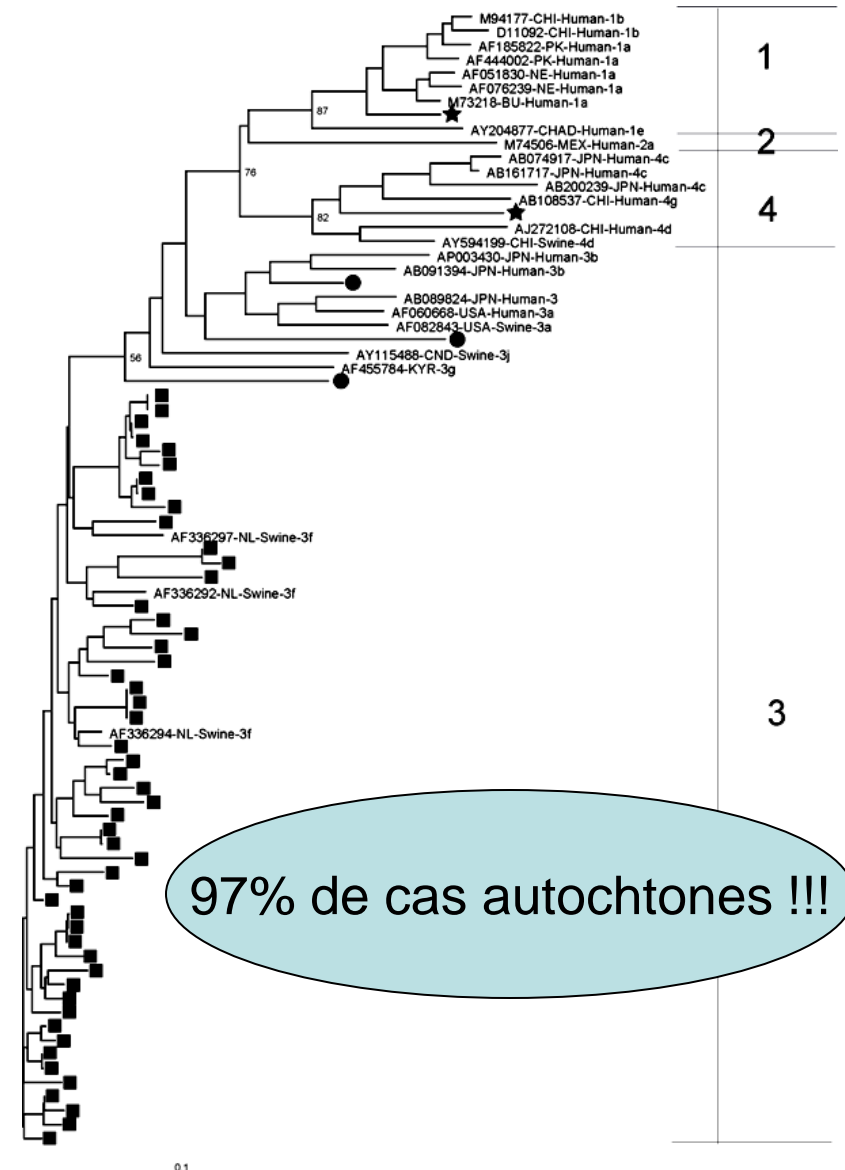 M94177-CHI-Human-1b
D11092-CHI-Human-1b
AF185822-PK-Human-1a
AF444002-PK-Human-1a
AF051830-NE-Human-1a
AF076239-NE-Human-1a
M73218-BU-Human-1a
1
87
AY204877-CHAD-Human-1e
M74506-MEX-Human-2a
2
76
AB074917-JPN-Human-4c
AB161717-JPN-Human-4c
AB200239-JPN-Human-4c
AB108537-CHI-Human-4g
4
82
AJ272108-CHI-Human-4d
AY594199-CHI-Swine-4d
AP003430-JPN-Human-3b
AB091394-JPN-Human-3b
AB089824-JPN-Human-3
AF060668-USA-Human-3a
AF082843-USA-Swine-3a
AY115488-CND-Swine-3j
56
AF455784-KYR-3g
AF336297-NL-Swine-3f
AF336292-NL-Swine-3f
3
AF336294-NL-Swine-3f
97% de cas autochtones !!!
0.1